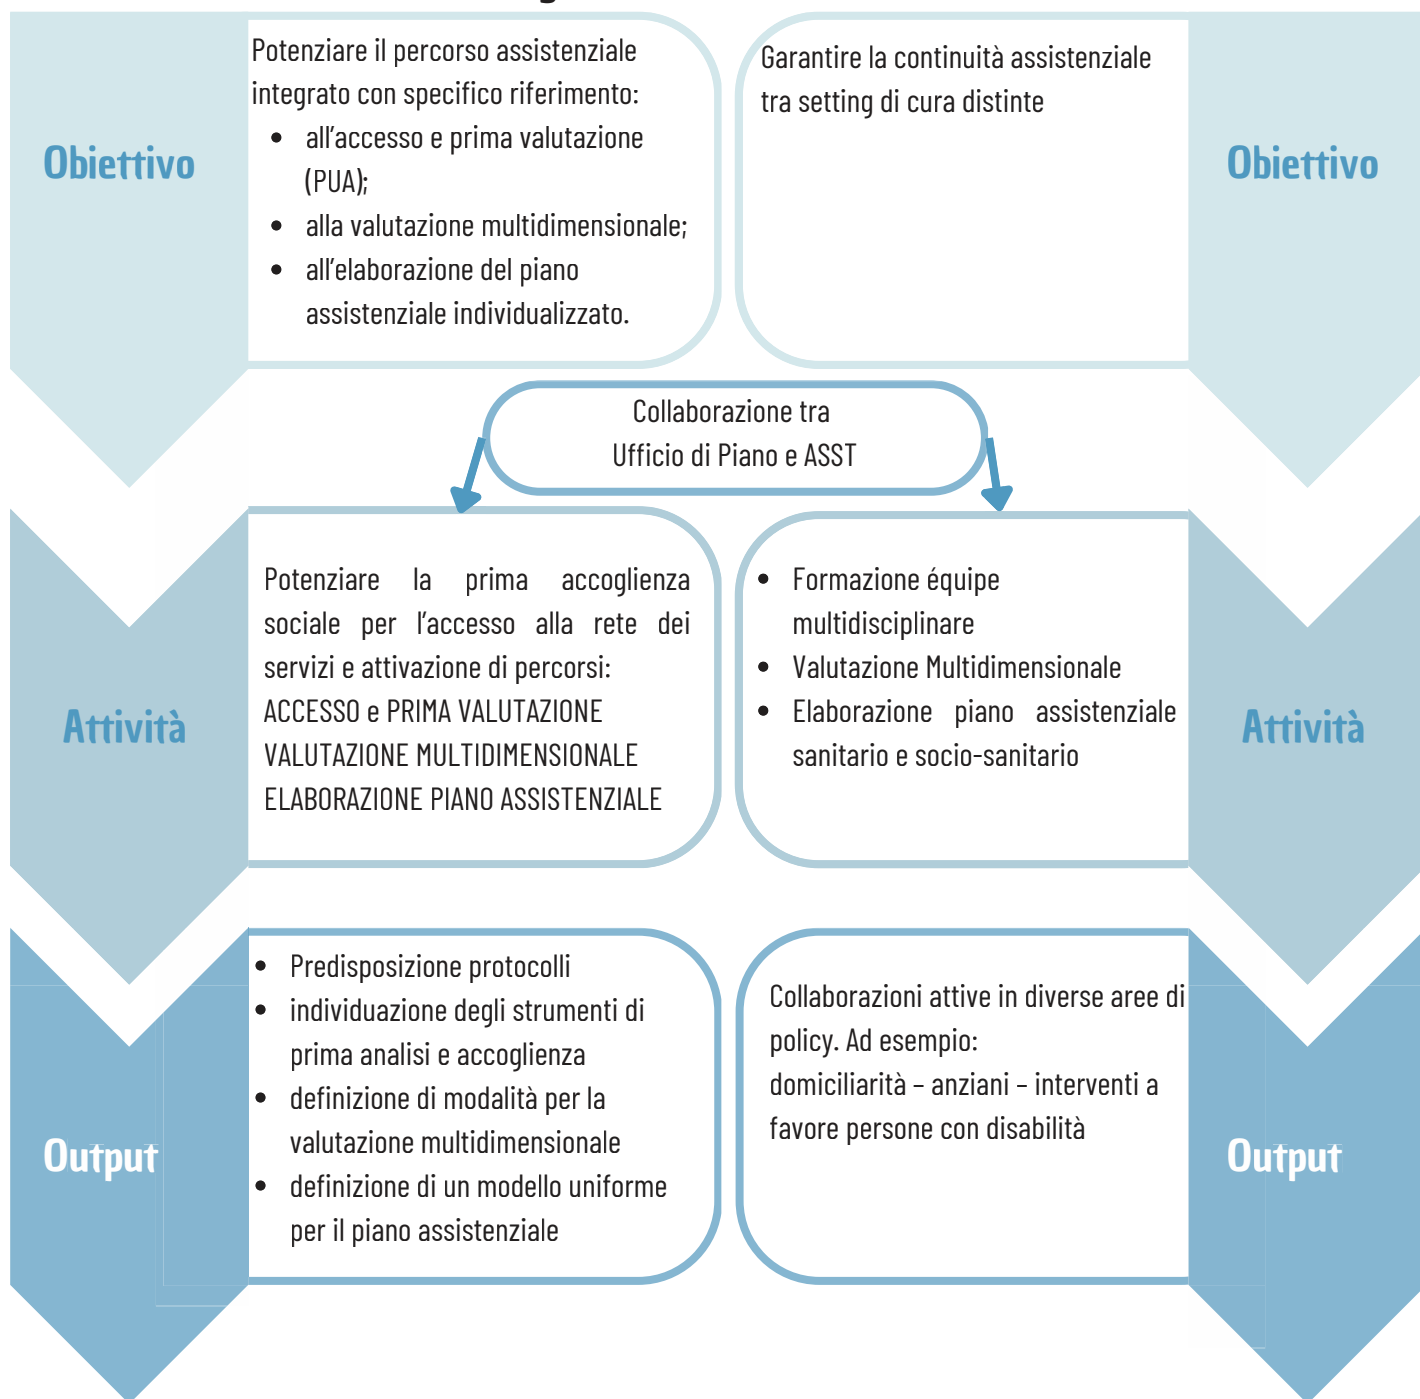 Obiettivo
Potenziare il percorso assistenziale
integrato con specifico riferimento:
• all’accesso e prima valutazione
(PUA);
• alla valutazione multidimensionale;
• all’elaborazione del piano
assistenziale individualizzato.
Garantire la continuità assistenziale
tra setting di cura distinte
Obiettivo
Collaborazione tra
Ufficio di Piano e ASST
Attività
Potenziare la prima accoglienza
sociale per l’accesso alla rete dei
servizi e attivazione di percorsi:
ACCESSO e PRIMA VALUTAZIONE
VALUTAZIONE MULTIDIMENSIONALE
ELABORAZIONE PIANO ASSISTENZIALE
• Formazione équipe
multidisciplinare
• Valutazione Multidimensionale
• Elaborazione piano assistenziale
sanitario e socio-sanitario
Attività
Output
• Predisposizione protocolli
• individuazione degli strumenti di
prima analisi e accoglienza
• definizione di modalità per la
valutazione multidimensionale
• definizione di un modello uniforme
per il piano assistenziale
Collaborazioni attive in diverse aree di
policy. Ad esempio:
domiciliarità – anziani – interventi a
favore persone con disabilità
Output